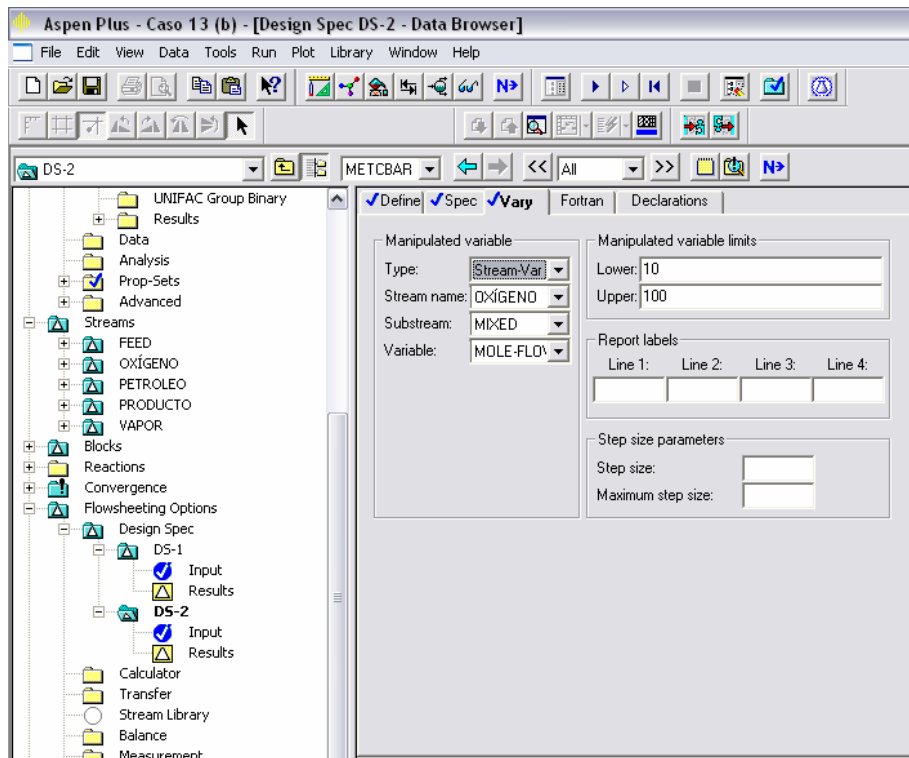 Aspen Plus - Caso 13 (b) - [Design Spec DS-2 - Data Browser]
File Edit View Data Tools Run Plot Library Window Help
N>
DS-2
METCBAR
<< All >>
N>
UNIFAC Group Binary
Results
Data
Analysis
Prop-Sets
Advanced
Streams
FEED
OXÍGENO
PETROLEO
PRODUCTO
VAPOR
Blocks
Reactions
Convergence
Flowsheeting Options
Design Spec
DS-1
Input
Results
DS-2
Input
Results
Calculator
Transfer
Stream Library
Balance
Measurement
Define Spec Vary Fortran Declarations
Manipulated variable
Type: Stream-Var
Stream name: OXÍGENO
Substream: MIXED
Variable: MOLE-FLOW
Manipulated variable limits
Lower: 10
Upper: 100
Report labels
Line 1: Line 2: Line 3: Line 4:
Step size parameters
Step size:
Maximum step size: